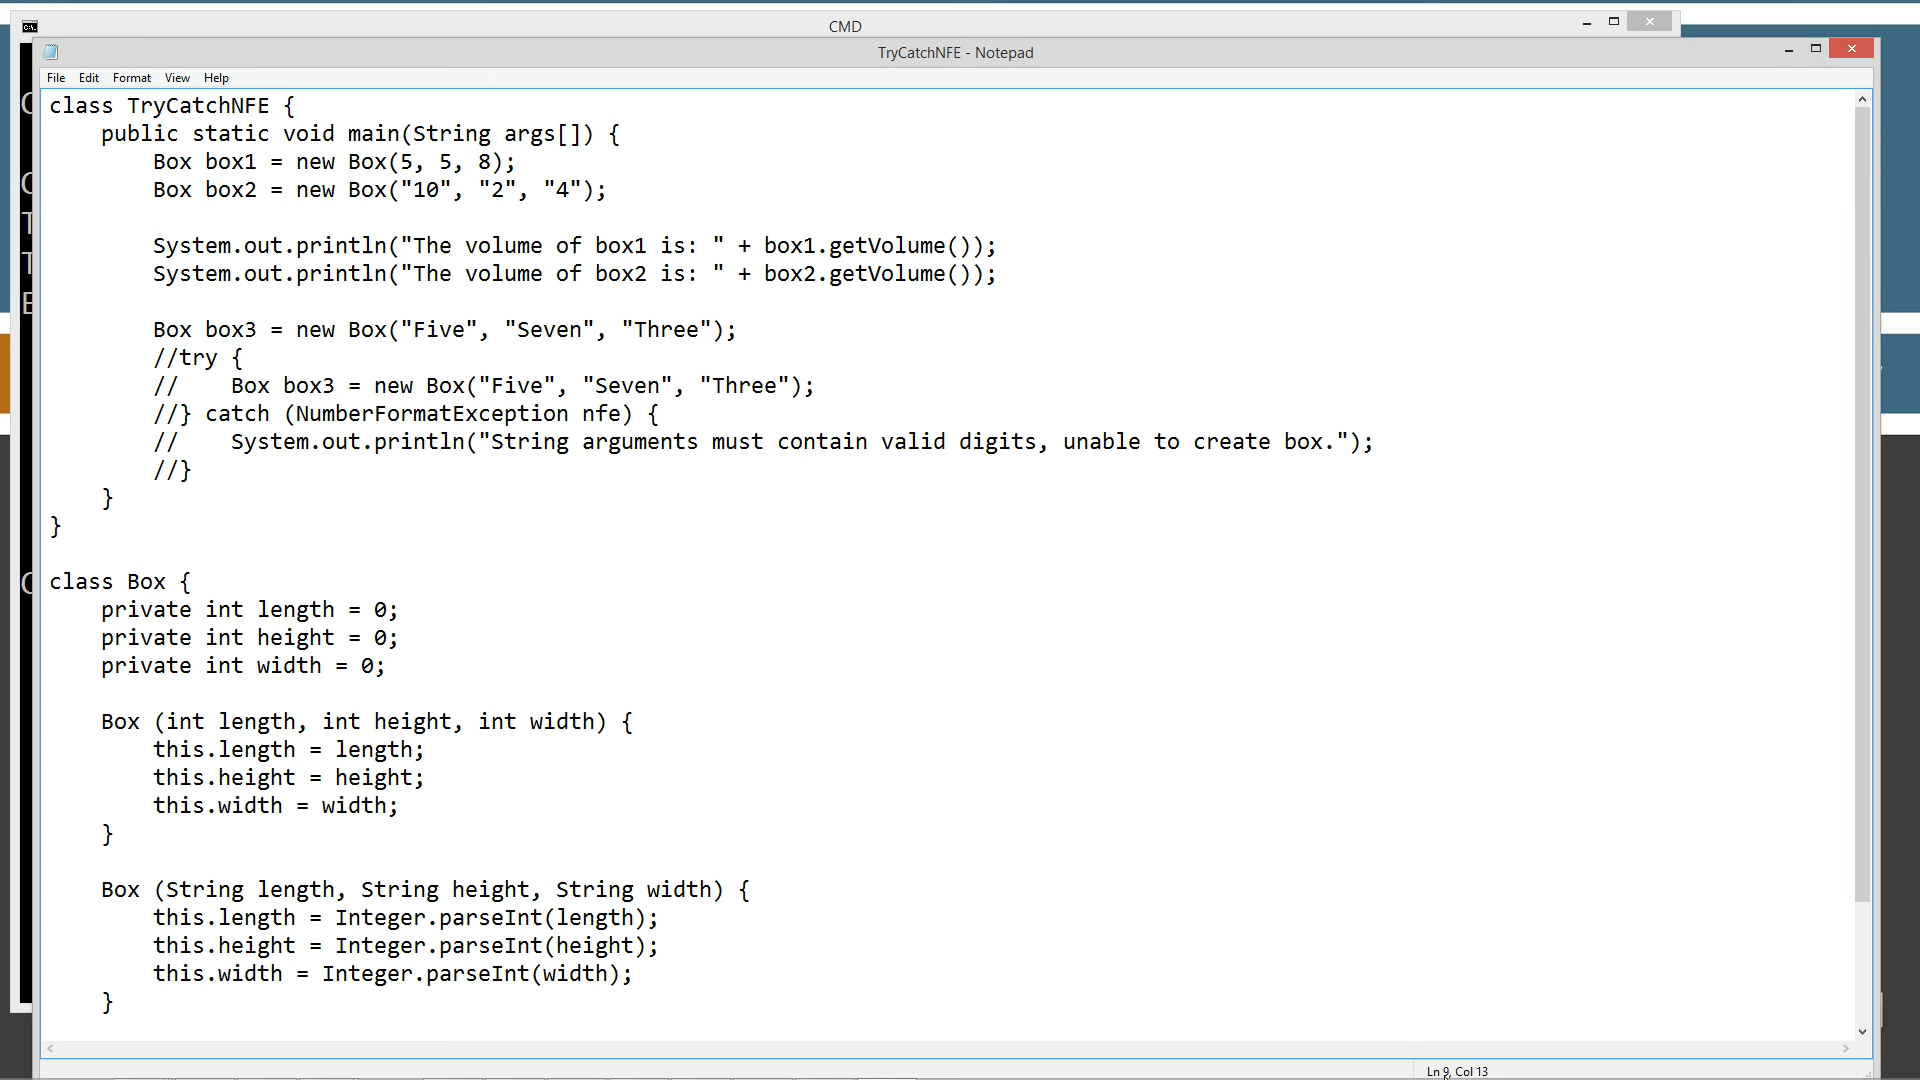 CMD
TryCatchNFE - Notepad
File Edit Format View Help
class TryCatchNFE {
    public static void main(String args[]) {
        Box box1 = new Box(5, 5, 8);
        Box box2 = new Box("10", "2", "4");

        System.out.println("The volume of box1 is: " + box1.getVolume());
        System.out.println("The volume of box2 is: " + box2.getVolume());

        Box box3 = new Box("Five", "Seven", "Three");
        //try {
        //    Box box3 = new Box("Five", "Seven", "Three");
        //} catch (NumberFormatException nfe) {
        //    System.out.println("String arguments must contain valid digits, unable to create box.");
        //}
    }
}

class Box {
    private int length = 0;
    private int height = 0;
    private int width = 0;

    Box (int length, int height, int width) {
        this.length = length;
        this.height = height;
        this.width = width;
    }

    Box (String length, String height, String width) {
        this.length = Integer.parseInt(length);
        this.height = Integer.parseInt(height);
        this.width = Integer.parseInt(width);
    }
Ln 9, Col 13